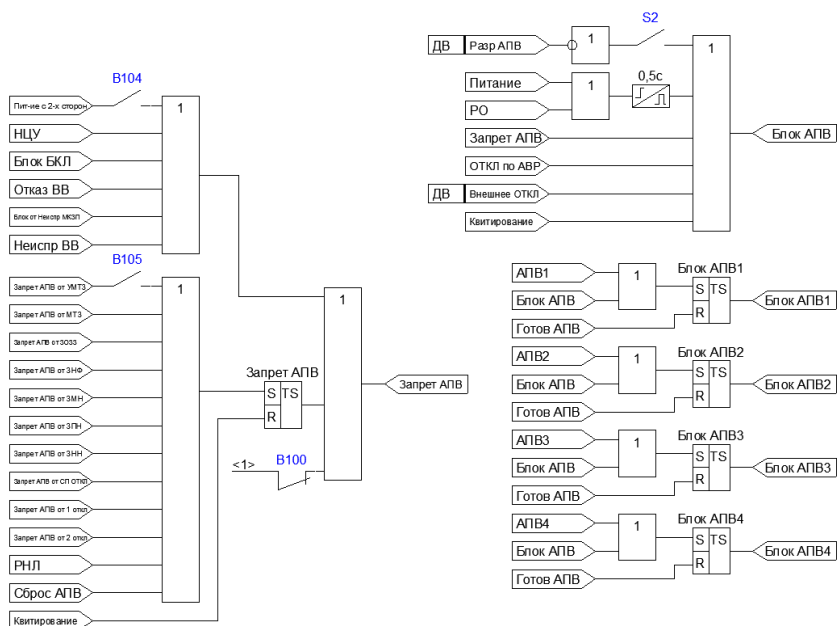 B104
Пит-ие с 2-х сторон
1
НЦУ
Блок БКЛ
Отказ ВВ
Блок от Неиспр МКЗП
Неиспр ВВ
B105
Запрет АПВ от УМТЗ
1
Запрет АПВ от МТЗ
Запрет АПВ от ЗОЗЗ
Запрет АПВ от ЗНФ
Запрет АПВ от ЗМН
Запрет АПВ от ЗПН
Запрет АПВ от ЗНН
Запрет АПВ от СП ОТКЛ
Запрет АПВ от 1 откл
Запрет АПВ от 2 откл
РНЛ
Сброс АПВ
Квитирование
Запрет АПВ
S TS
R
<1>
B100
1
Запрет АПВ
S2
ДВ Разр АПВ
1
1
Питание
РО
1
0,5с
Запрет АПВ
ОТКЛ по АВР
ДВ Внешнее ОТКЛ
Квитирование
Блок АПВ
АПВ1
Блок АПВ
Готов АПВ
1
Блок АПВ1
S TS
R
Блок АПВ1
АПВ2
Блок АПВ
Готов АПВ
1
Блок АПВ2
S TS
R
Блок АПВ2
АПВ3
Блок АПВ
Готов АПВ
1
Блок АПВ3
S TS
R
Блок АПВ3
АПВ4
Блок АПВ
Готов АПВ
1
Блок АПВ4
S TS
R
Блок АПВ4